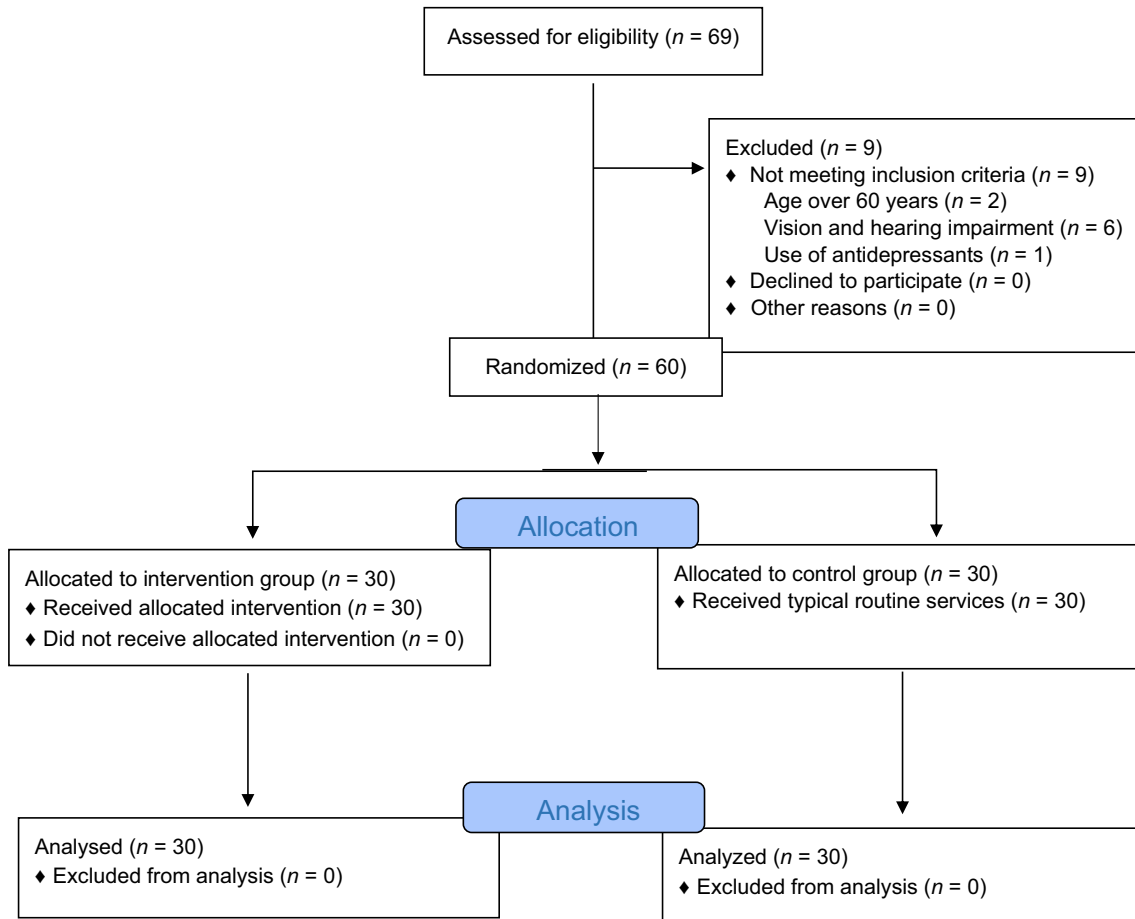 Assessed for eligibility (n = 69)
Excluded (n = 9)
♦ Not meeting inclusion criteria (n = 9)
Age over 60 years (n = 2)
Vision and hearing impairment (n = 6)
Use of antidepressants (n = 1)
♦ Declined to participate (n = 0)
♦ Other reasons (n = 0)
Randomized (n = 60)
Allocation
Allocated to intervention group (n = 30)
♦ Received allocated intervention (n = 30)
♦ Did not receive allocated intervention (n = 0)
Allocated to control group (n = 30)
♦ Received typical routine services (n = 30)
Analysis
Analysed (n = 30)
♦ Excluded from analysis (n = 0)
Analyzed (n = 30)
♦ Excluded from analysis (n = 0)